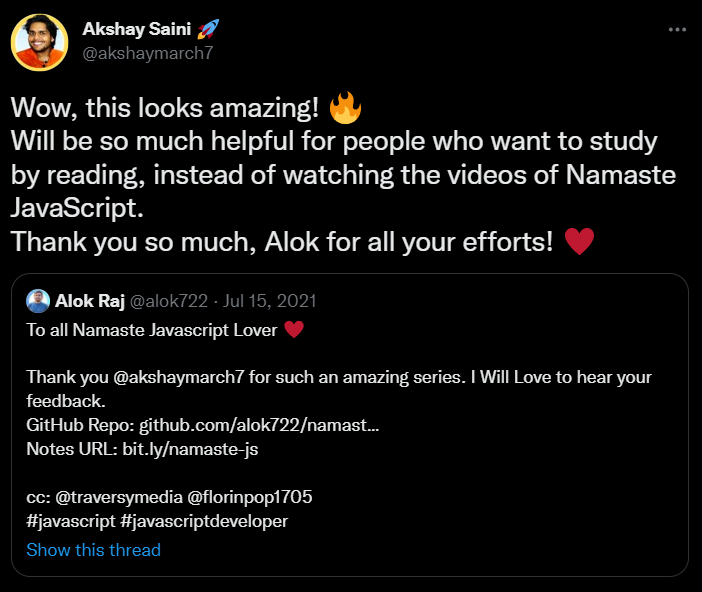 Akshay Saini 🚀
@akshaymarch7
Wow, this looks amazing! 🔥
Will be so much helpful for people who want to study
by reading, instead of watching the videos of Namaste
JavaScript.
Thank you so much, Alok for all your efforts! ♥️
Alok Raj @alok722 · Jul 15, 2021
To all Namaste Javascript Lover ♥️
Thank you @akshaymarch7 for such an amazing series. I Will Love to hear your
feedback.
GitHub Repo: github.com/alok722/namast...
Notes URL: bit.ly/namaste-js
cc: @traversymedia @florinpop1705
#javascript #javascriptdeveloper
Show this thread